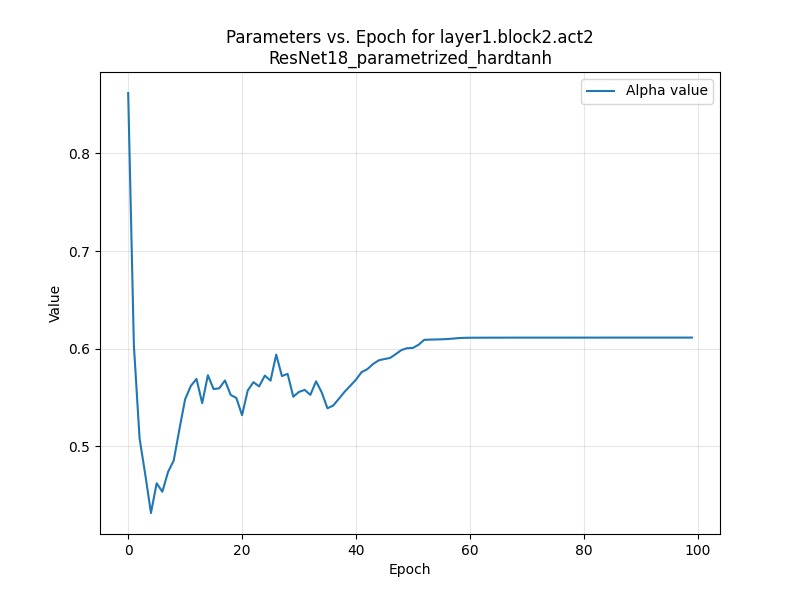 Parameters vs. Epoch for layer1.block2.act2
ResNet18_parametrized_hardtanh
Alpha value
0.8
0.7
0.6
0.5
Value
0
20
40
60
80
100
Epoch